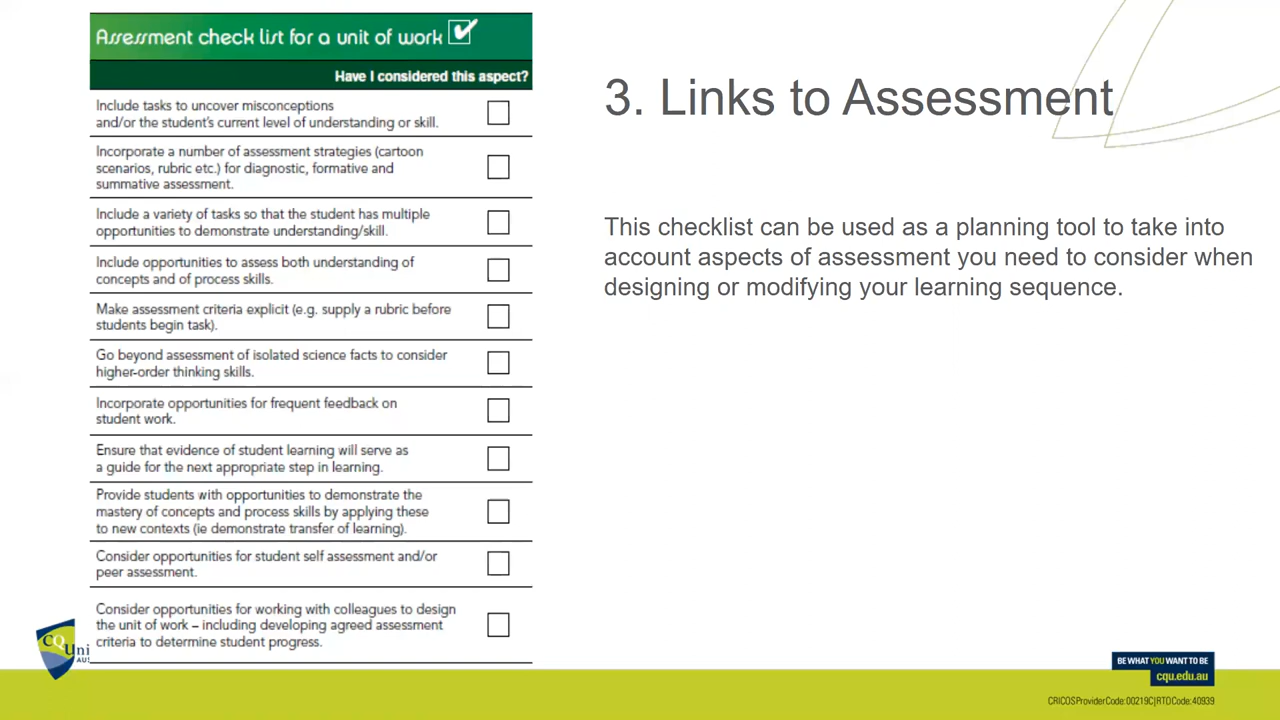 Assessment check list for a unit of work
Have I considered this aspect?
Include tasks to uncover misconceptions
and/or the student's current level of understanding or skill.
Incorporate a number of assessment strategies (cartoon
scenarios, rubric etc.) for diagnostic, formative and
summative assessment.
Include a variety of tasks so that the student has multiple
opportunities to demonstrate understanding/skill.
Include opportunities to assess both understanding of
concepts and of process skills.
Make assessment criteria explicit (e.g. supply a rubric before
students begin task).
Go beyond assessment of isolated science facts to consider
higher-order thinking skills.
Incorporate opportunities for frequent feedback on
student work.
Ensure that evidence of student learning will serve as
a guide for the next appropriate step in learning.
Provide students with opportunities to demonstrate the
mastery of concepts and process skills by applying these
to new contexts (ie demonstrate transfer of learning).
Consider opportunities for student self assessment and/or
peer assessment.
Consider opportunities for working with colleagues to design
the unit of work – including developing agreed assessment
criteria to determine student progress.
3. Links to Assessment
This checklist can be used as a planning tool to take into
account aspects of assessment you need to consider when
designing or modifying your learning sequence.
CQUni
AUS
BE WHAT YOU WANT TO BE
cqu.edu.au
CRICOS Provider Code: 00219C | RTO Code: 40939